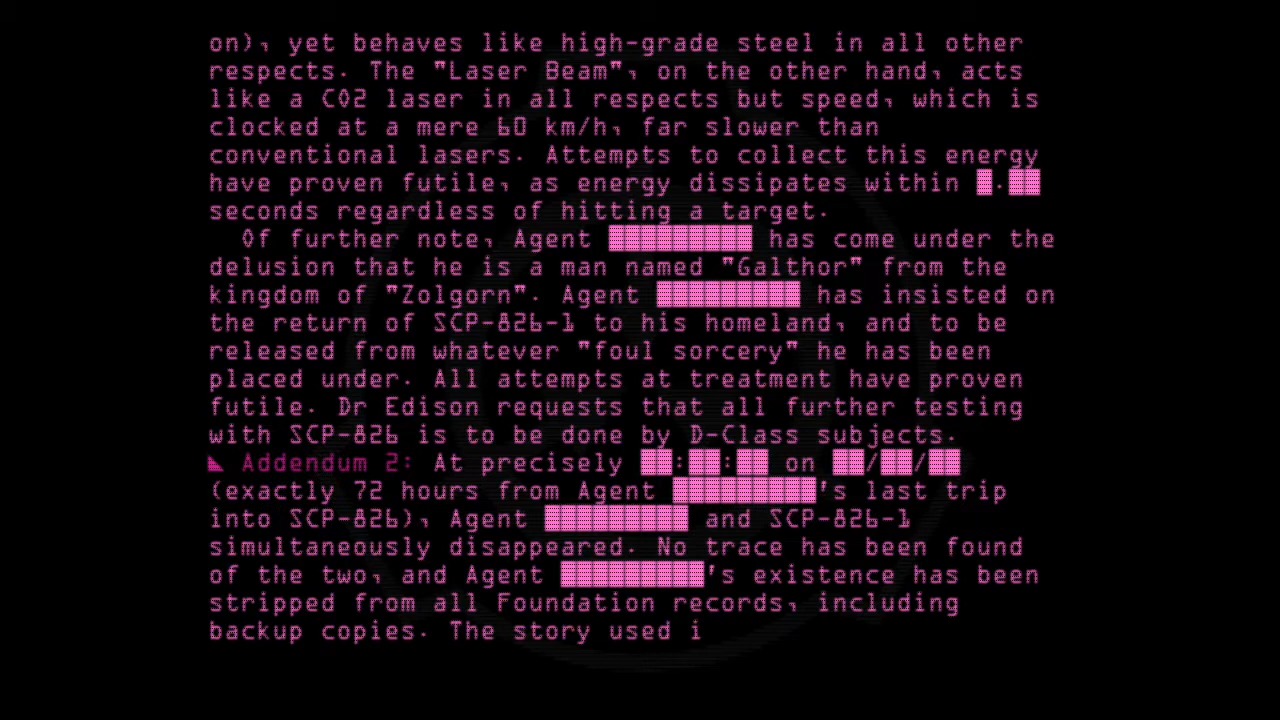 on), yet behaves like high-grade steel in all other
respects. The "Laser Beam", on the other hand, acts
like a CO2 laser in all respects but speed, which is
clocked at a mere 60 km/h, far slower than
conventional lasers. Attempts to collect this energy
have proven futile, as energy dissipates within █.██
seconds regardless of hitting a target.
Of further note, Agent █████████ has come under the
delusion that he is a man named "Galthor" from the
kingdom of "Zolgorn". Agent █████████ has insisted on
the return of SCP-826-1 to his homeland, and to be
released from whatever "foul sorcery" he has been
placed under. All attempts at treatment have proven
futile. Dr Edison requests that all further testing
with SCP-826 is to be done by D-Class subjects.
Addendum 2: At precisely ██:██:██ on ██/██/██
(exactly 72 hours from Agent █████████'s last trip
into SCP-826), Agent █████████ and SCP-826-1
simultaneously disappeared. No trace has been found
of the two, and Agent █████████'s existence has been
stripped from all Foundation records, including
backup copies. The story used i